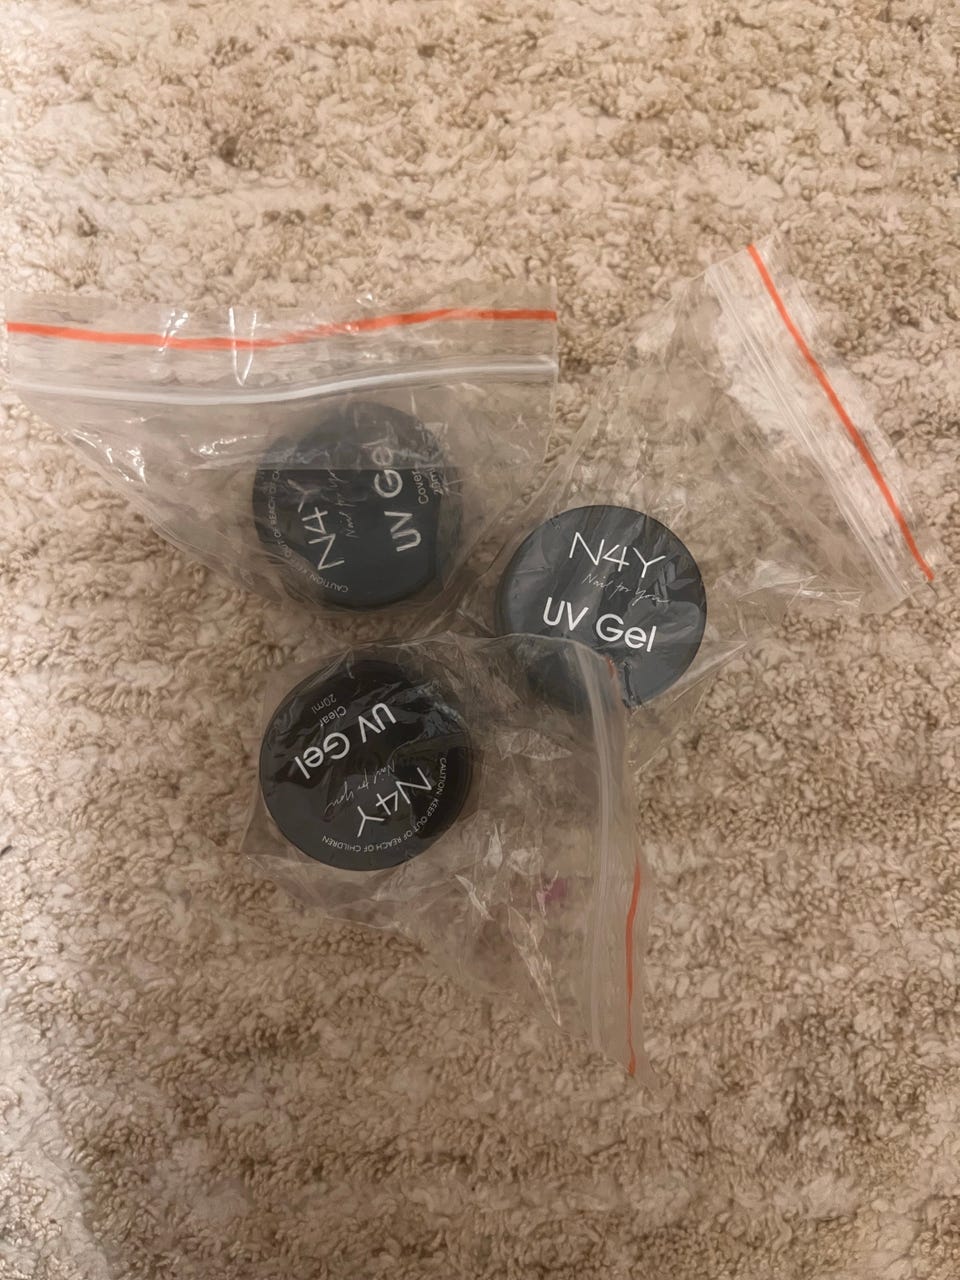 N4Y
Nail for you
UV Gel
Cover
20ml
CAUTION KEEP OUT OF REACH OF
N4Y
Nail for you
UV Gel
N4Y
Nail for you
UV Gel
Clear
20ml
CAUTION KEEP OUT OF REACH OF CHILDREN